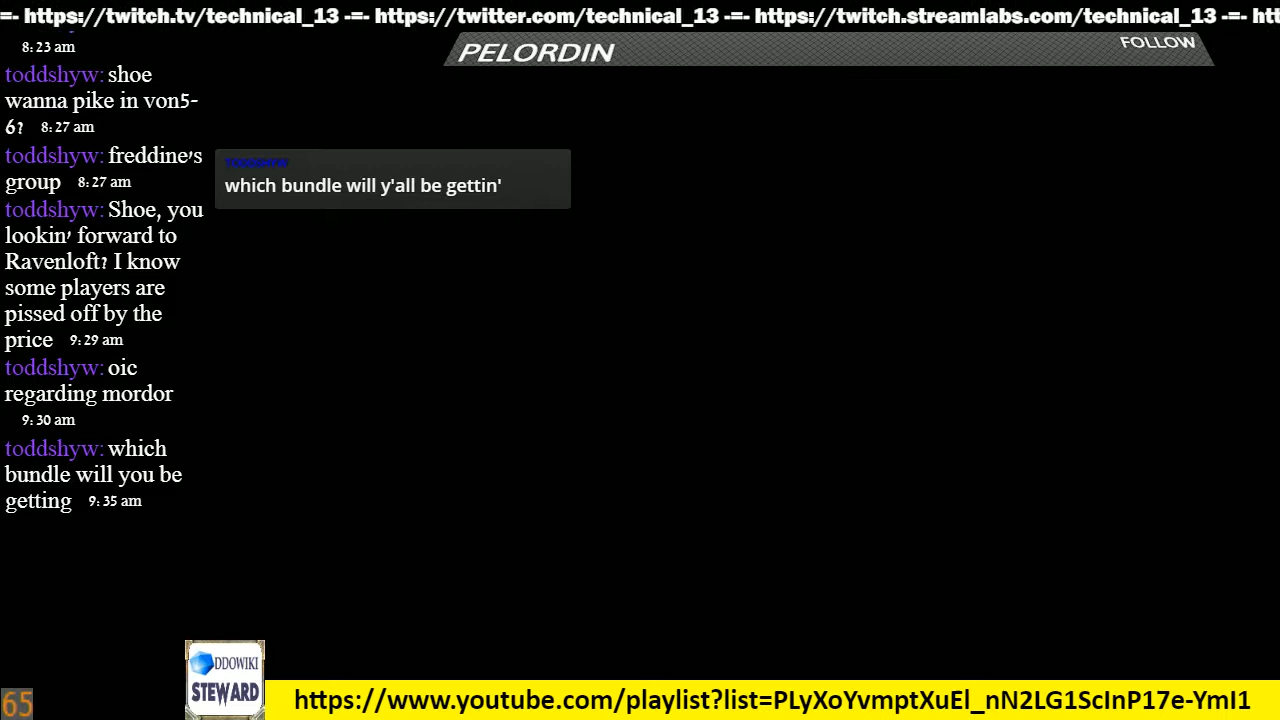 =- https://twitch.tv/technical_13 -=- https://twitter.com/technical_13 -=- https://twitch.streamlabs.com/technical_13 -=- htt
PELORDIN
FOLLOW
8:23 am
toddshyw: shoe
wanna pike in von5-
6? 8:27 am
toddshyw: freddine's
group 8:27 am
toddshyw: Shoe, you
lookin' forward to
Ravenloft? I know
some players are
pissed off by the
price 9:29 am
toddshyw: oic
regarding mordor
9:30 am
toddshyw: which
bundle will you be
getting 9:35 am
TODDSHYW
which bundle will y'all be gettin'
DDOWIKI
STEWARD
65
https://www.youtube.com/playlist?list=PLyXoYvmptXuEl_nN2LG1ScInP17e-YmI1